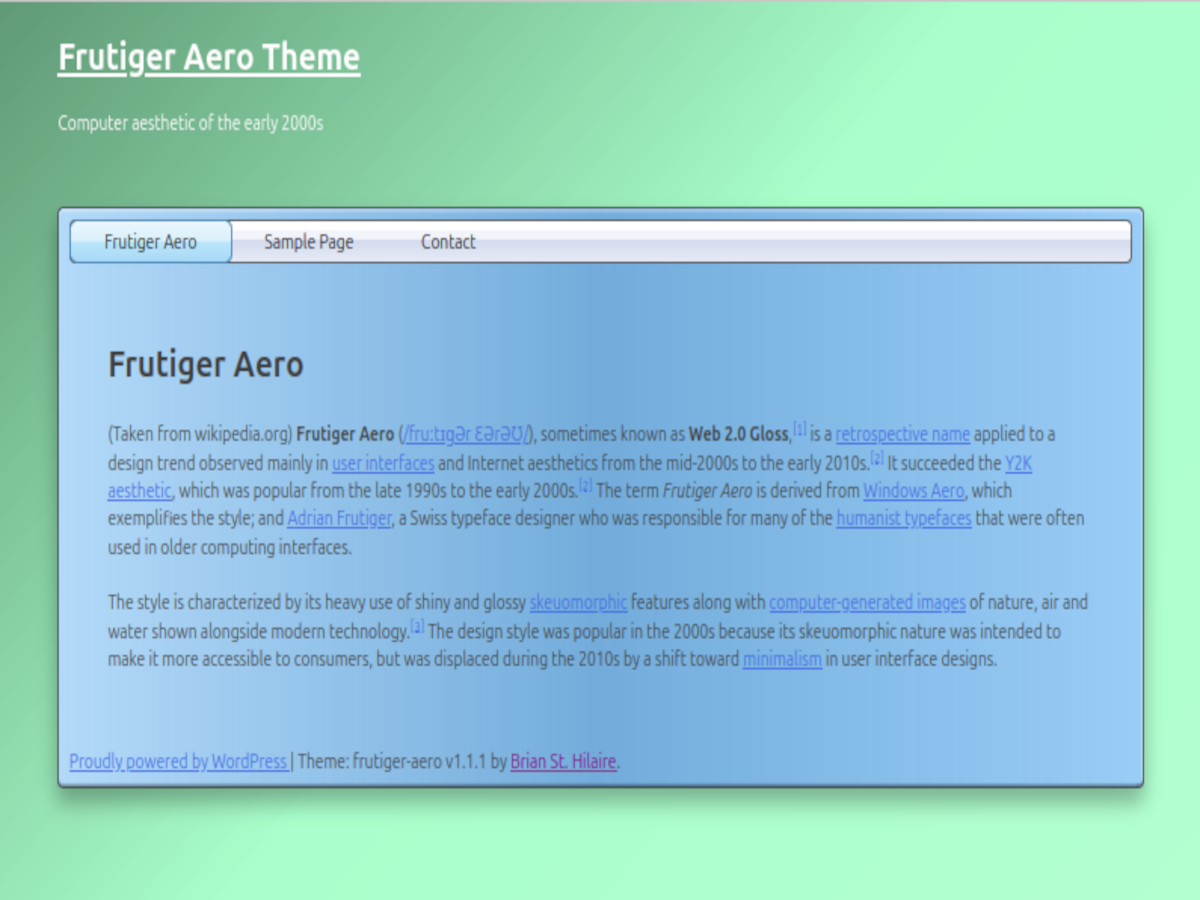 Frutiger Aero Theme
Computer aesthetic of the early 2000s
Frutiger Aero Sample Page Contact
Frutiger Aero
(Taken from wikipedia.org) Frutiger Aero (/fruːtɪɡər ɛərəʊ/), sometimes known as Web 2.0 Gloss,[1] is a retrospective name applied to a
design trend observed mainly in user interfaces and Internet aesthetics from the mid-2000s to the early 2010s.[2] It succeeded the Y2K
aesthetic, which was popular from the late 1990s to the early 2000s.[2] The term Frutiger Aero is derived from Windows Aero, which
exemplifies the style; and Adrian Frutiger, a Swiss typeface designer who was responsible for many of the humanist typefaces that were often
used in older computing interfaces.
The style is characterized by its heavy use of shiny and glossy skeuomorphic features along with computer-generated images of nature, air and
water shown alongside modern technology.[3] The design style was popular in the 2000s because its skeuomorphic nature was intended to
make it more accessible to consumers, but was displaced during the 2010s by a shift toward minimalism in user interface designs.
Proudly powered by WordPress | Theme: frutiger-aero v1.1.1 by Brian St. Hilaire.